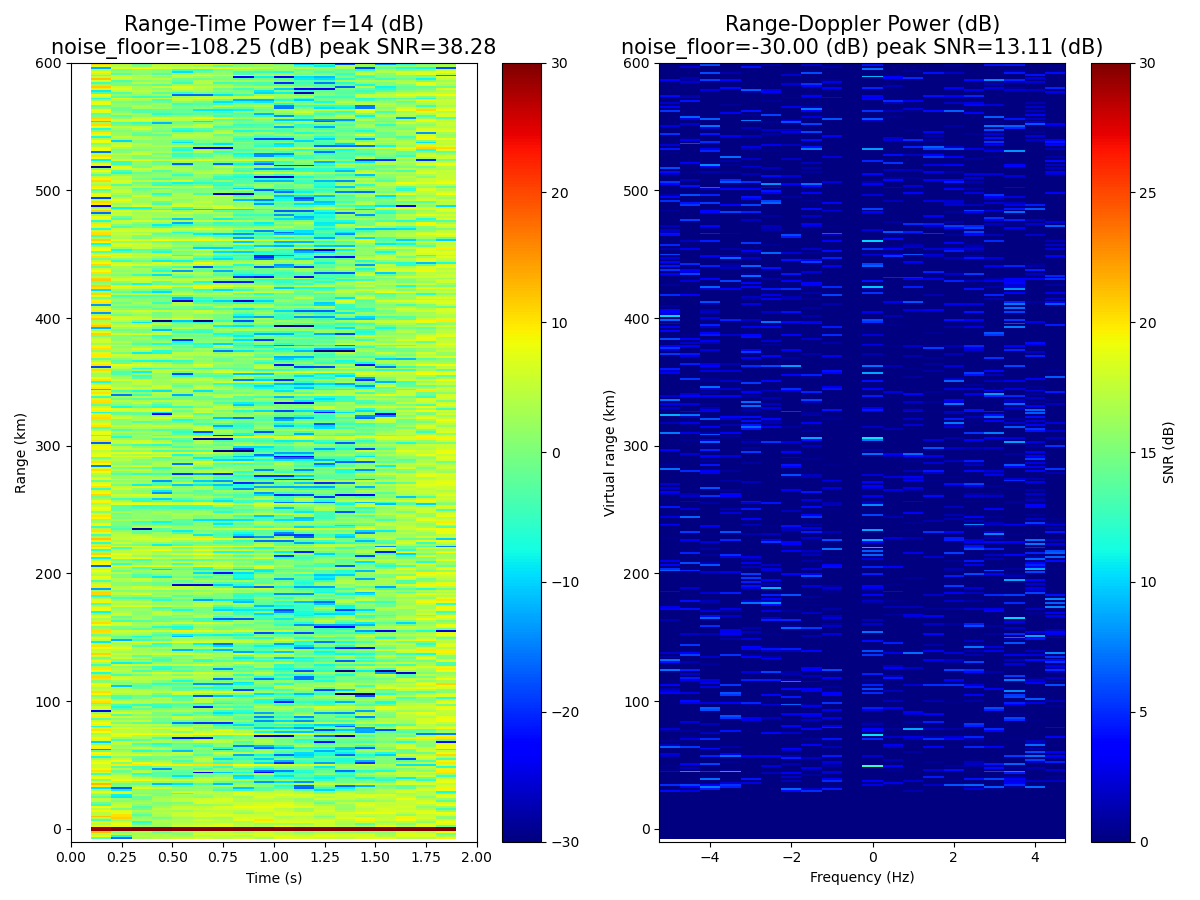 Range-Time Power f=14 (dB)
noise_floor=-108.25 (dB) peak SNR=38.28
Range (km)
600
500
400
300
200
100
0
0.00 0.25 0.50 0.75 1.00 1.25 1.50 1.75 2.00
Time (s)
30
20
10
0
−10
−20
−30
Range-Doppler Power (dB)
noise_floor=-30.00 (dB) peak SNR=13.11 (dB)
Virtual range (km)
600
500
400
300
200
100
0
−4 −2 0 2 4
Frequency (Hz)
30
25
20
15
10
5
0
SNR (dB)